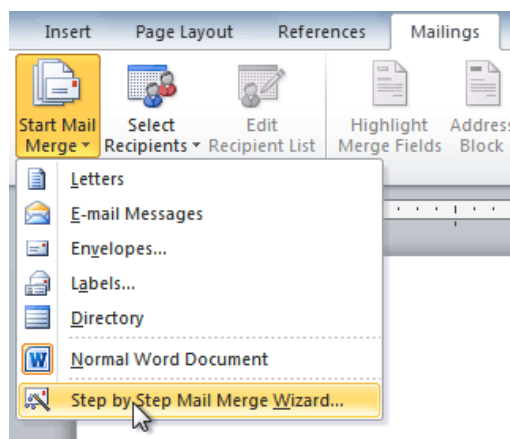 Insert Page Layout References Mailings
Start Mail Select Edit Highlight Address
Merge Recipients Recipient List Merge Fields Block
Letters
E-mail Messages
Envelopes...
Labels...
Directory
W Normal Word Document
Step by Step Mail Merge Wizard...